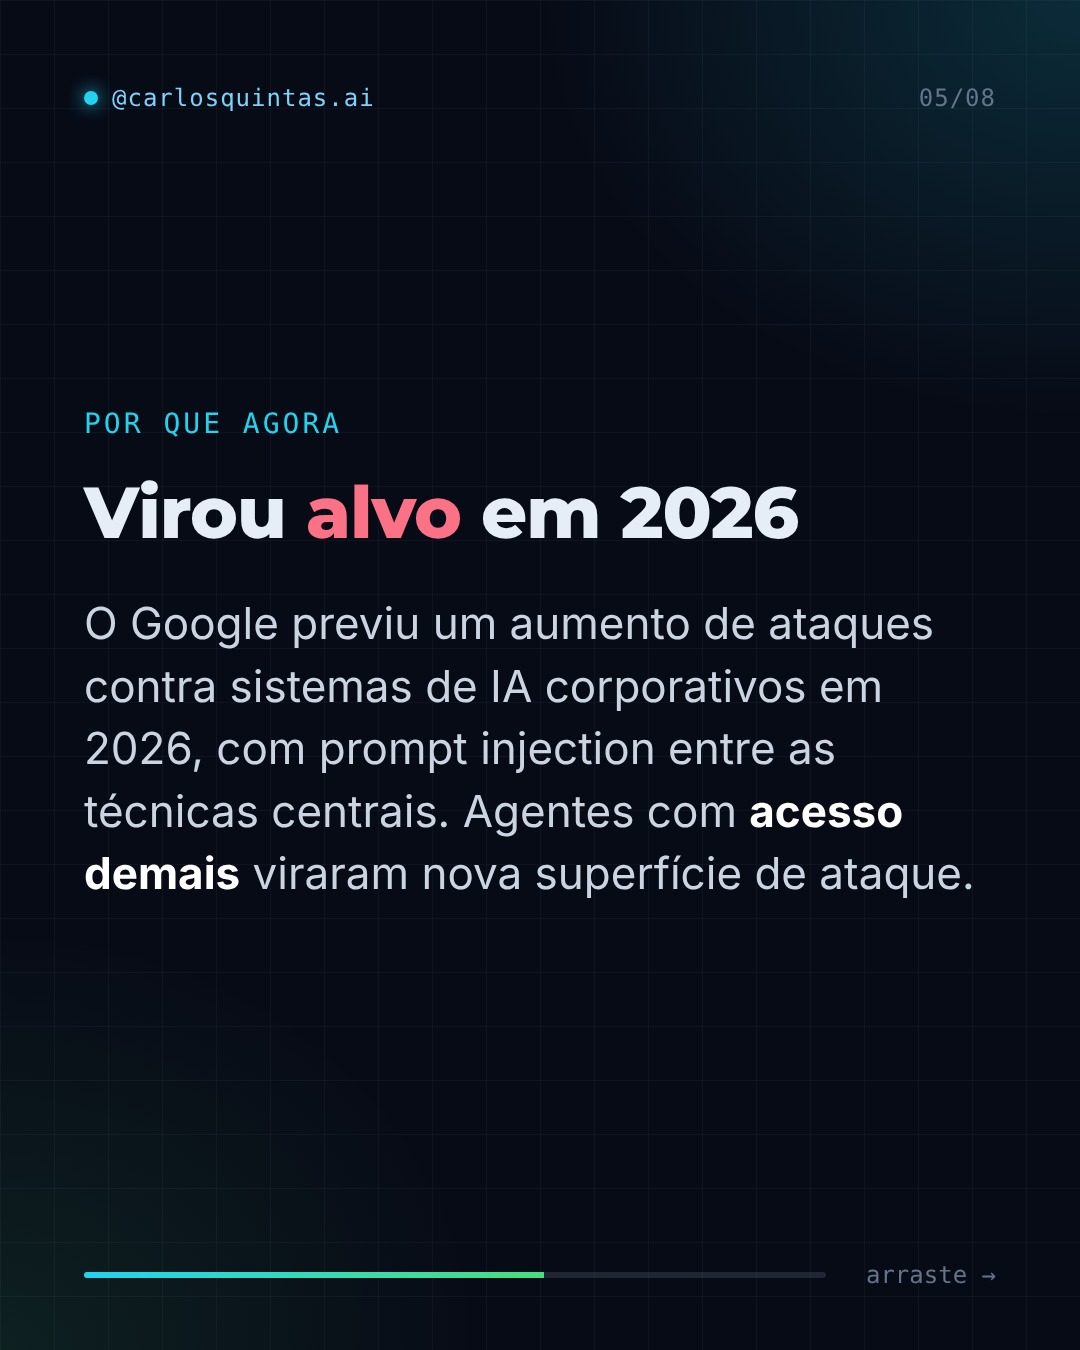 @carlosquintas.ai
05/08
POR QUE AGORA
Virou alvo em 2026
O Google previu um aumento de ataques
contra sistemas de IA corporativos em
2026, com prompt injection entre as
técnicas centrais. Agentes com acesso
demais viraram nova superfície de ataque.
arraste →